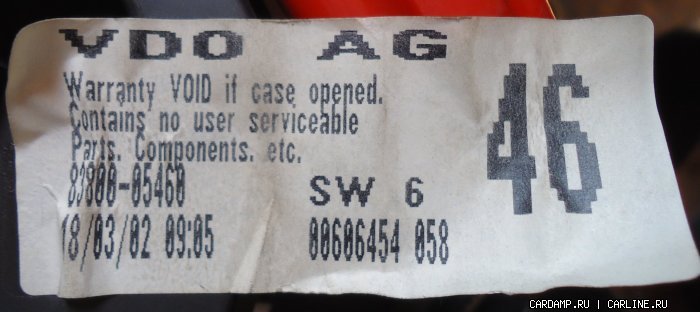 VDO AG
Warranty VOID if case opened.
Contains no user serviceable
Parts. Components. etc.
83800-05460
SW 6
46
18/03/02 09:05
00606454 058
CARDAMP.RU | CARLINE.RU